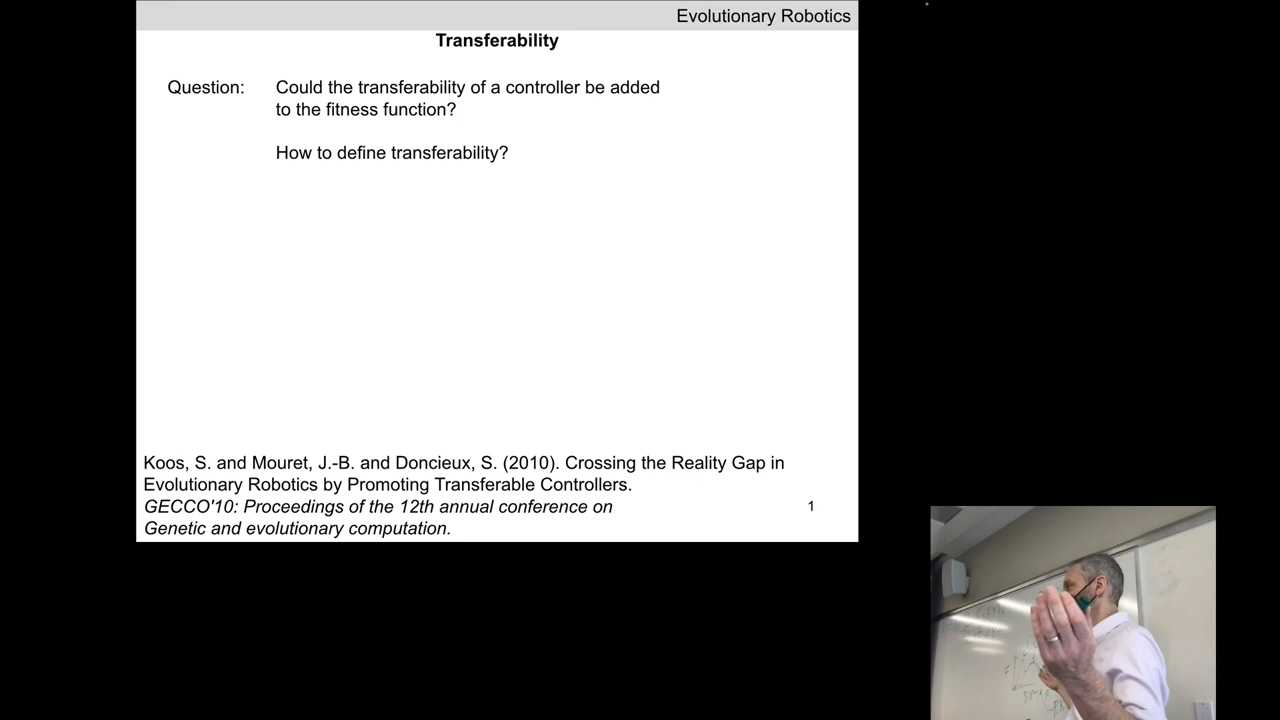 Evolutionary Robotics
Transferability
Question: Could the transferability of a controller be added
to the fitness function?
How to define transferability?
Koos, S. and Mouret, J.-B. and Doncieux, S. (2010). Crossing the Reality Gap in
Evolutionary Robotics by Promoting Transferable Controllers.
GECCO'10: Proceedings of the 12th annual conference on
Genetic and evolutionary computation.
1